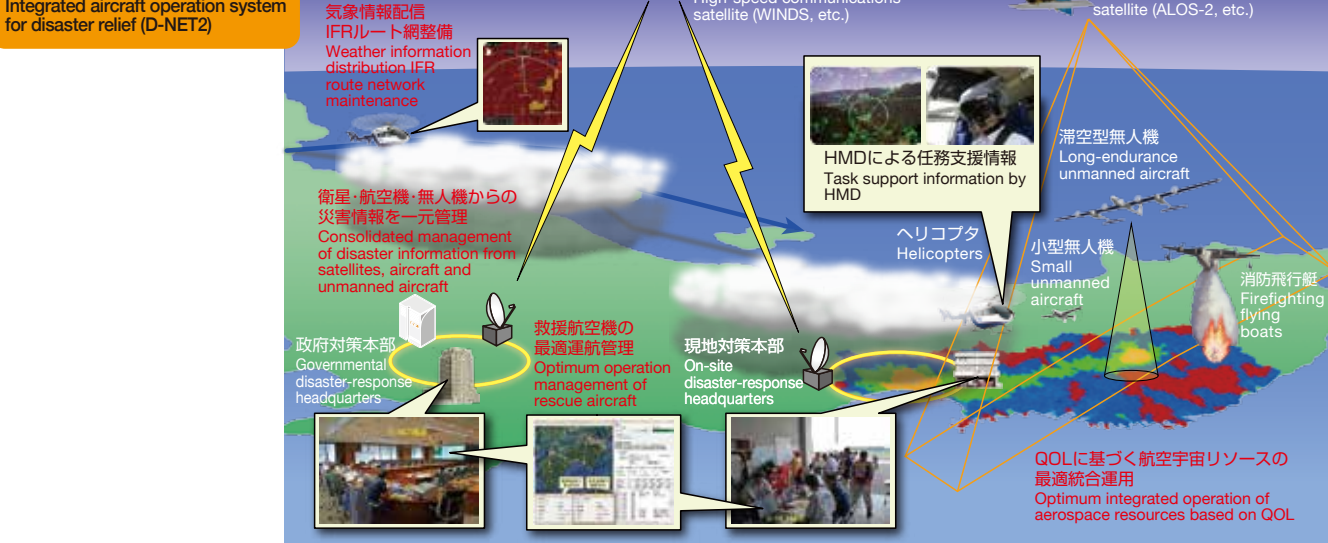 Integrated aircraft operation system
for disaster relief (D-NET2)
気象情報配信
IFRルート網整備
Weather information
distribution IFR
route network
maintenance
High-speed communications
satellite (WINDS, etc.)
satellite (ALOS-2, etc.)
HMDによる任務支援情報
Task support information by
HMD
滞空型無人機
Long-endurance
unmanned aircraft
衛星・航空機・無人機からの
災害情報を一元管理
Consolidated management
of disaster information from
satellites, aircraft and
unmanned aircraft
ヘリコプタ
Helicopters
小型無人機
Small
unmanned
aircraft
消防飛行艇
Firefighting
flying
boats
政府対策本部
Governmental
disaster-response
headquarters
救援航空機の
最適運航管理
Optimum operation
management of
rescue aircraft
現地対策本部
On-site
disaster-response
headquarters
QOLに基づく航空宇宙リソースの
最適統合運用
Optimum integrated operation of
aerospace resources based on QOL